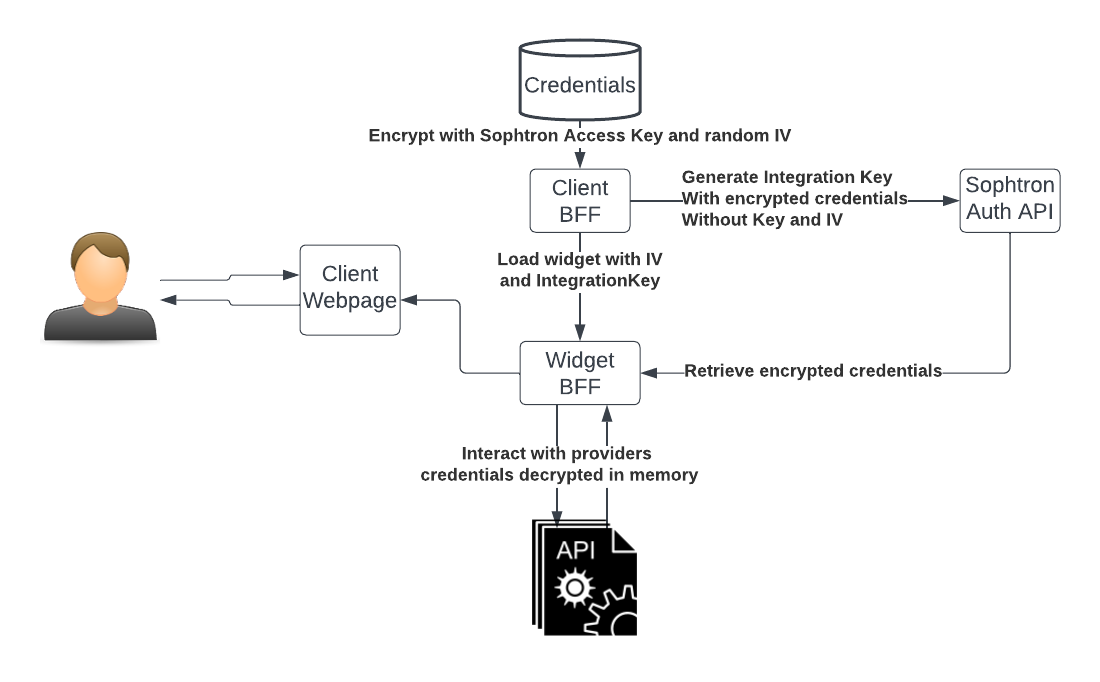 Credentials
Encrypt with Sophtron Access Key and random IV
Client
BFF
Generate Integration Key
With encrypted credentials
Without Key and IV
Sophtron
Auth API
Load widget with IV
and IntegrationKey
Client
Webpage
Widget
BFF
Retrieve encrypted credentials
Interact with providers
credentials decrypted in memory
API